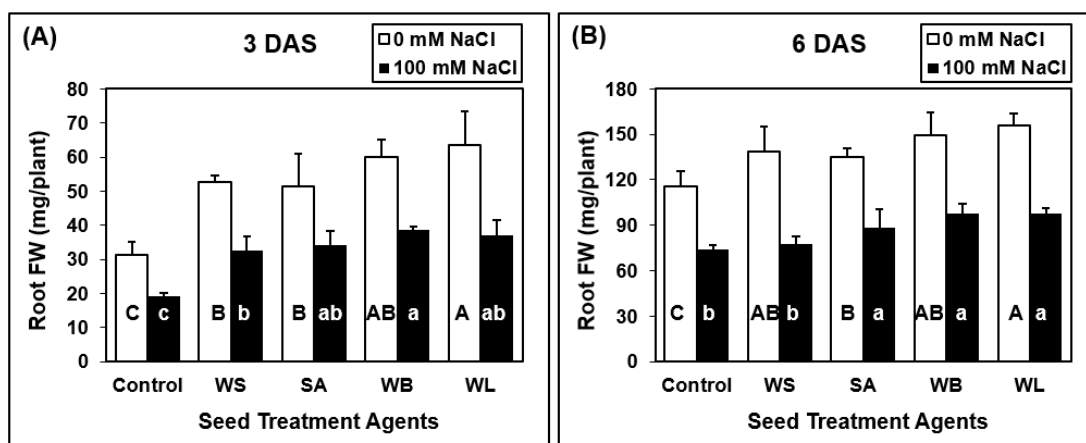 (A)
3 DAS
0 mM NaCl
100 mM NaCl
Root FW (mg/plant)
80
70
60
50
40
30
20
10
0
C c B b B ab AB a A ab
Control WS SA WB WL
Seed Treatment Agents
(B)
6 DAS
0 mM NaCl
100 mM NaCl
Root FW (mg/plant)
180
150
120
90
60
30
0
C b AB b B a AB a A a
Control WS SA WB WL
Seed Treatment Agents